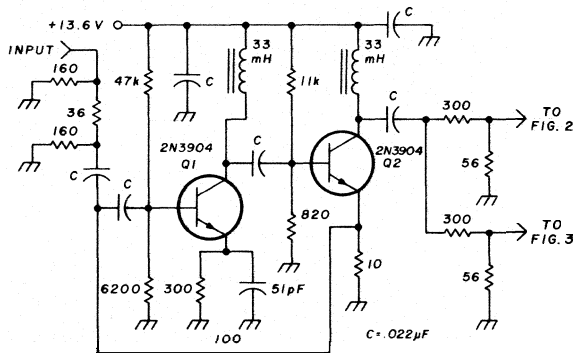 +13.6 V
C
INPUT
33
mH
33
mH
160
47k
C
11k
C
300
TO
FIG. 2
36
160
2N3904
Q1
C
2N3904
Q2
56
C
C
300
TO
FIG. 3
820
6200
300
51pF
10
56
100
C=.022µF